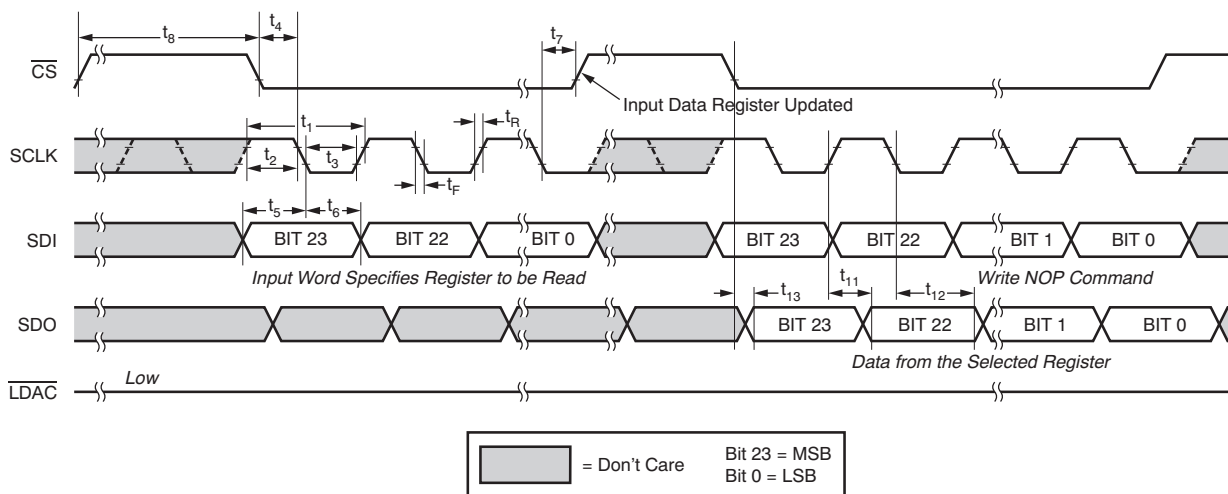 t8 t4 t7
CS
Input Data Register Updated
t1 tR
SCLK
t2 t3
tF
t5 t6
SDI BIT 23 BIT 22 BIT 0 BIT 23 BIT 22 BIT 1 BIT 0
Input Word Specifies Register to be Read Write NOP Command
t13 t11 t12
SDO BIT 23 BIT 22 BIT 1 BIT 0
Data from the Selected Register
LDAC Low
= Don't Care Bit 23 = MSB
Bit 0 = LSB